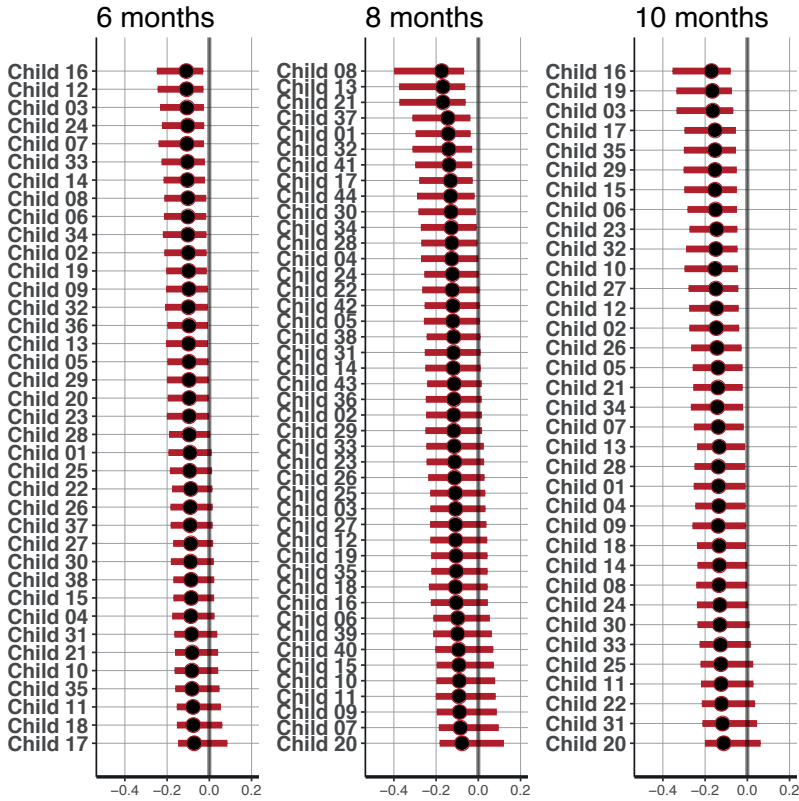 6 months
Child 16
Child 12
Child 03
Child 24
Child 07
Child 33
Child 14
Child 08
Child 06
Child 34
Child 02
Child 19
Child 09
Child 32
Child 36
Child 13
Child 05
Child 29
Child 20
Child 23
Child 28
Child 01
Child 25
Child 22
Child 26
Child 37
Child 27
Child 30
Child 38
Child 15
Child 04
Child 31
Child 21
Child 10
Child 35
Child 11
Child 18
Child 17
−0.4 −0.2 0.0 0.2
8 months
Child 08
Child 13
Child 21
Child 37
Child 01
Child 32
Child 41
Child 17
Child 44
Child 30
Child 34
Child 28
Child 04
Child 24
Child 22
Child 42
Child 05
Child 38
Child 31
Child 14
Child 43
Child 36
Child 02
Child 29
Child 33
Child 23
Child 26
Child 25
Child 03
Child 27
Child 12
Child 19
Child 35
Child 18
Child 16
Child 06
Child 39
Child 40
Child 15
Child 10
Child 11
Child 09
Child 07
Child 20
−0.4 −0.2 0.0 0.2
10 months
Child 16
Child 19
Child 03
Child 17
Child 35
Child 29
Child 15
Child 06
Child 23
Child 32
Child 10
Child 27
Child 12
Child 02
Child 26
Child 05
Child 21
Child 34
Child 07
Child 13
Child 28
Child 01
Child 04
Child 09
Child 18
Child 14
Child 08
Child 24
Child 30
Child 33
Child 25
Child 11
Child 22
Child 31
Child 20
−0.4 −0.2 0.0 0.2